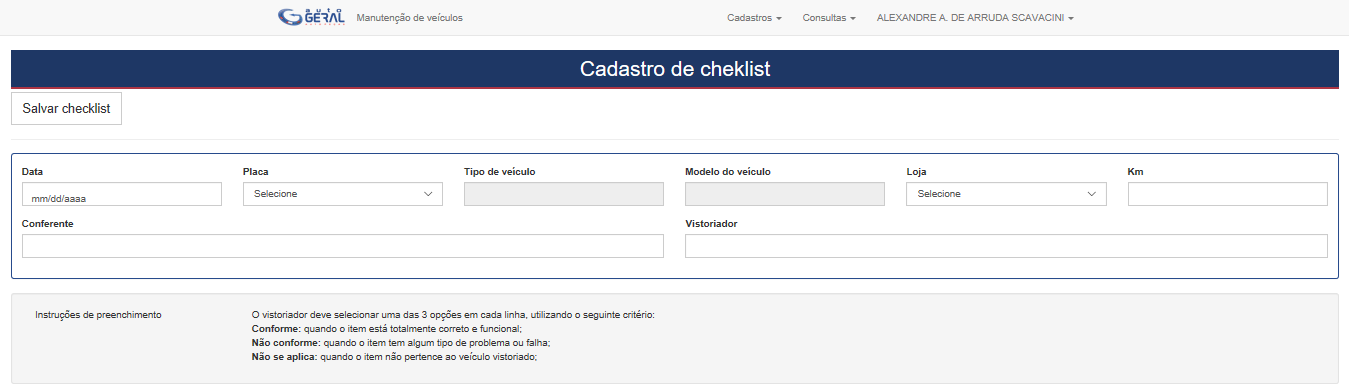 auto
GERAL
Manutenção de veículos
Cadastros
Consultas
ALEXANDRE A. DE ARRUDA SCAVACINI
Cadastro de cheklist
Salvar checklist
Data
Placa
Tipo de veículo
Modelo do veículo
Loja
Km
mm/dd/aaaa
Selecione
Selecione
Conferente
Vistoriador
Instruções de preenchimento
O vistoriador deve selecionar uma das 3 opções em cada linha, utilizando o seguinte critério:
Conforme: quando o item está totalmente correto e funcional;
Não conforme: quando o item tem algum tipo de problema ou falha;
Não se aplica: quando o item não pertence ao veículo vistoriado;